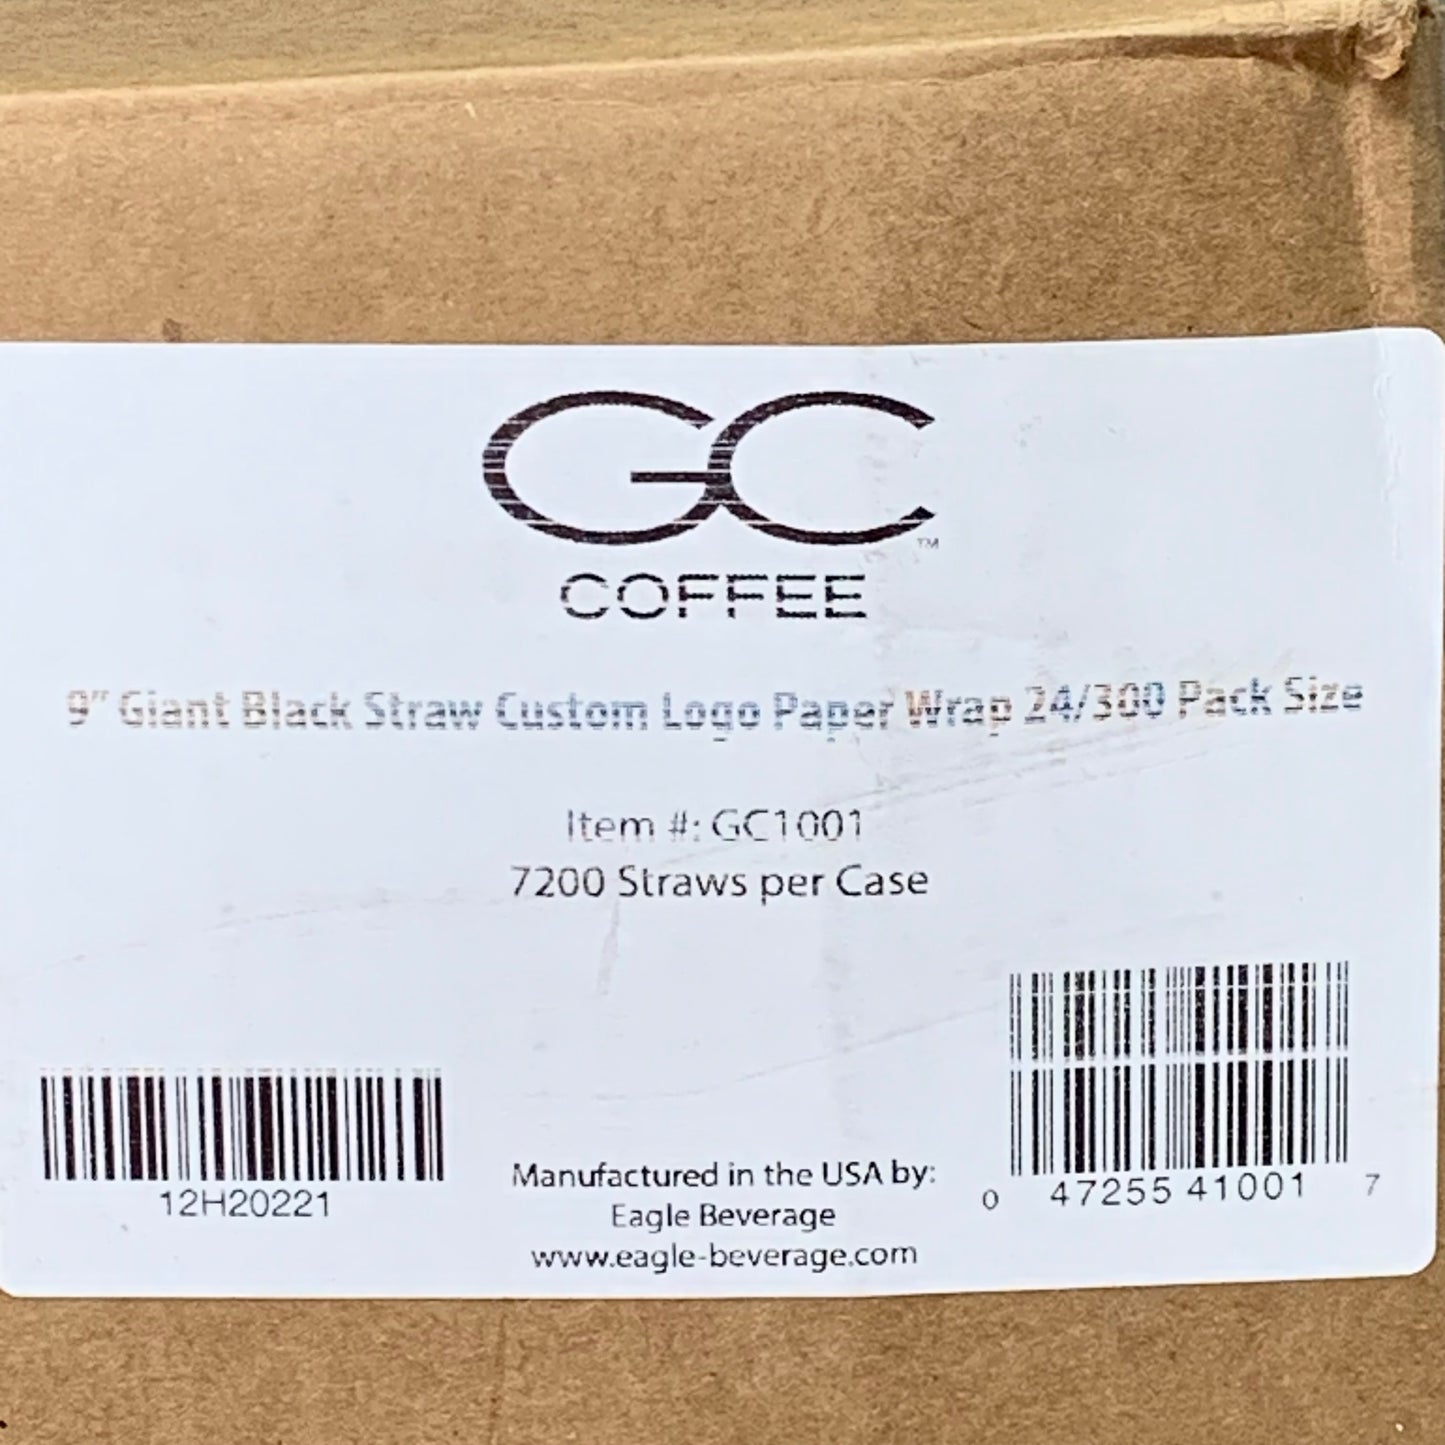 GC™
COFFEE
9" Giant Black Straw Custom Logo Paper Wrap 24/300 Pack Size
Item #: GC1001
7200 Straws per Case
12H20221
Manufactured in the USA by:
Eagle Beverage
www.eagle-beverage.com
0 47255 41001 7